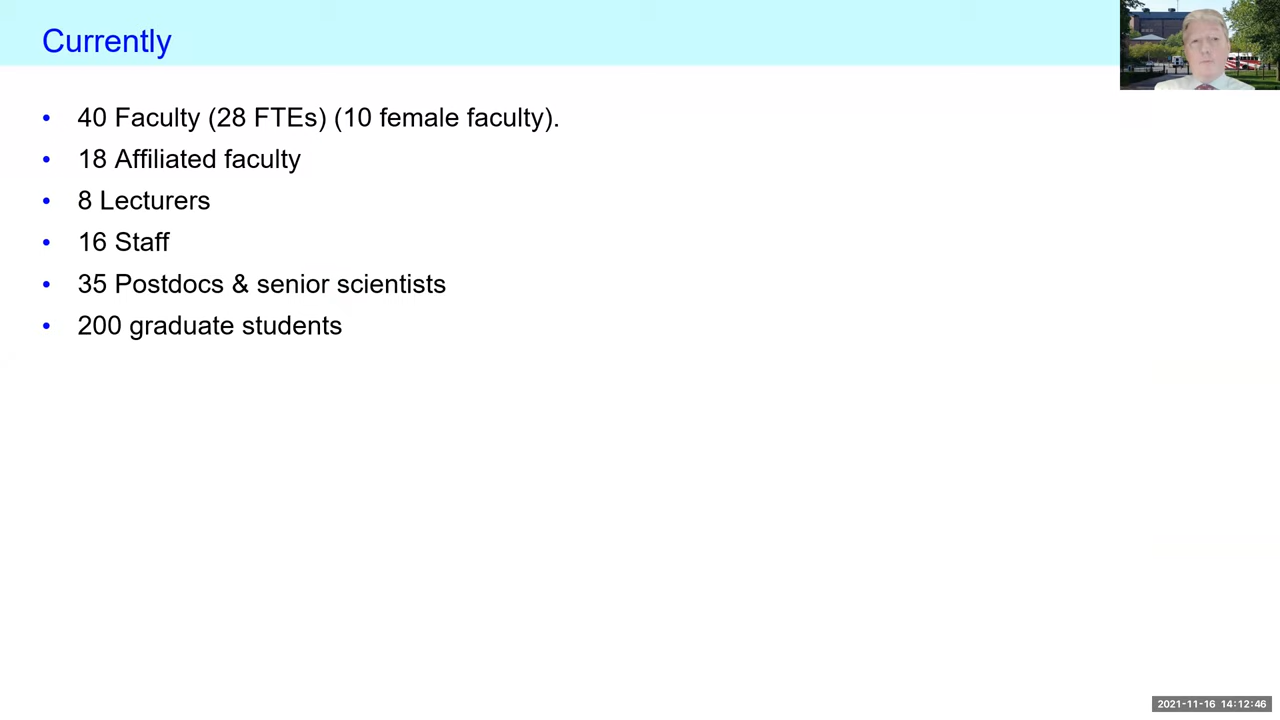 Currently
• 40 Faculty (28 FTEs) (10 female faculty).
• 18 Affiliated faculty
• 8 Lecturers
• 16 Staff
• 35 Postdocs & senior scientists
• 200 graduate students
2021-11-16 14:12:46